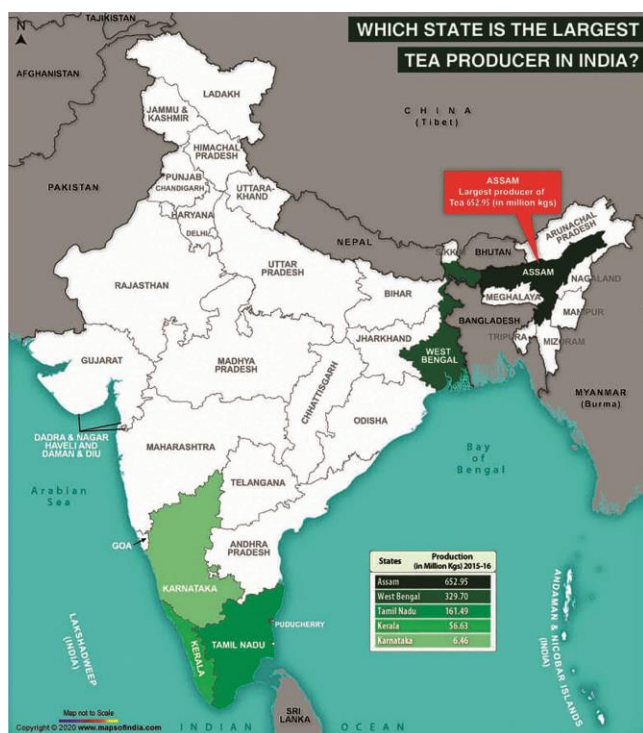 WHICH STATE IS THE LARGEST
TEA PRODUCER IN INDIA?
TAJIKISTAN
N
AFGHANISTAN
LADAKH
CHINA
(Tibet)
JAMMU &
KASHMIR
HIMACHAL
PRADESH
PAKISTAN
PUNJAB
CHANDIGARH
UTTARA-
KHAND
HARYANA
DELHI
ASSAM
Largest producer of
Tea 652.95 (in million kgs)
ARUNACHAL
PRADESH
NEPAL
SIKKIM
BHUTAN
ASSAM
NAGALAND
RAJASTHAN
UTTAR
PRADESH
BIHAR
MEGHALAYA
MANIPUR
BANGLADESH
TRIPURA
MIZORAM
GUJARAT
MADHYA
PRADESH
JHARKHAND
WEST
BENGAL
CHHATTISGARH
MYANMAR
(Burma)
DADRA & NAGAR
HAVELI AND
DAMAN & DIU
ODISHA
MAHARASHTRA
Bay
of
Bengal
Arabian
Sea
TELANGANA
GOA
ANDHRA
PRADESH
KARNATAKA
States Production
(in Million Kgs) 2015-16
Assam 652.95
West Bengal 329.70
Tamil Nadu 161.49
Kerala 56.63
Karnataka 6.46
PUDUCHERRY
LAKSHADWEEP
(INDIA)
KERALA
TAMIL NADU
ANDAMAN & NICOBAR ISLANDS
(INDIA)
SRI
LANKA
Map not to Scale
Copyright © 2020 www.mapsofindia.com
INDIAN OCEAN